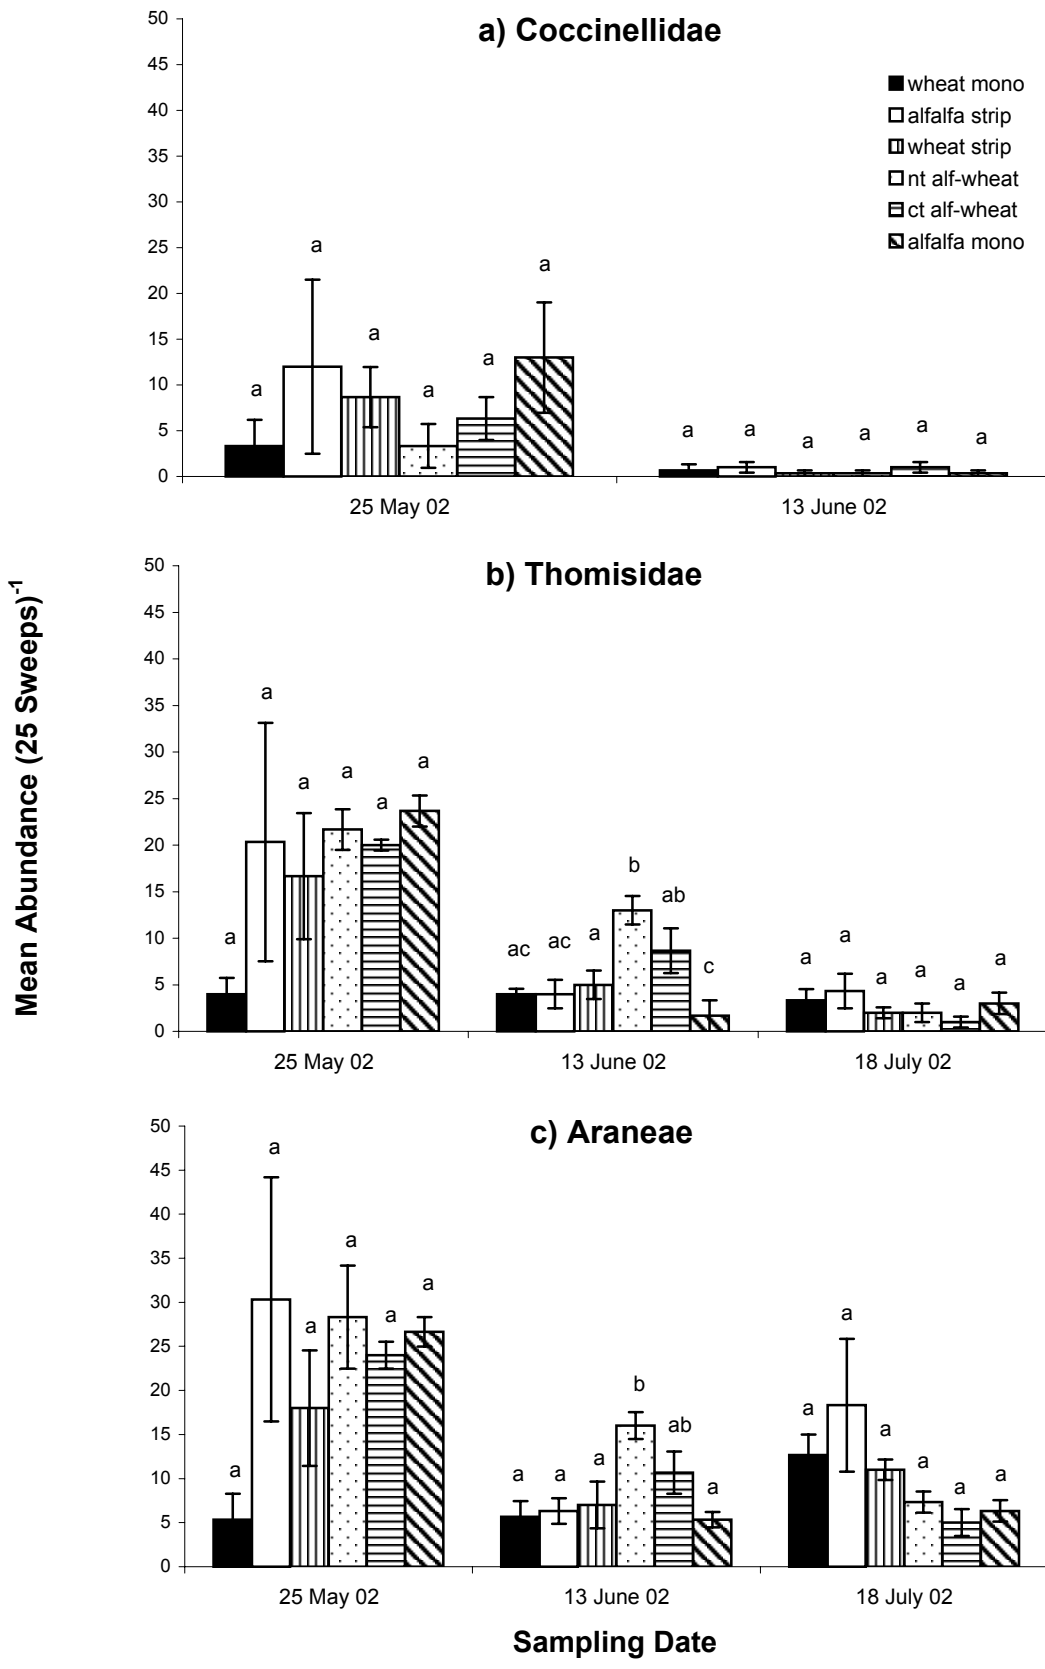 a) Coccinellidae
50
45
40
35
30
25
20
15
10
5
0
wheat mono
alfalfa strip
wheat strip
nt alf-wheat
ct alf-wheat
alfalfa mono
a a a a a a
a a a a a a
25 May 02 13 June 02
b) Thomisidae
50
45
40
35
30
25
20
15
10
5
0
a a a a a a
ac ac a b ab c
a a a a a a
25 May 02 13 June 02 18 July 02
Mean Abundance (25 Sweeps)-1
c) Araneae
50
45
40
35
30
25
20
15
10
5
0
a a a a a a
a a a b ab a
a a a a a a
25 May 02 13 June 02 18 July 02
Sampling Date